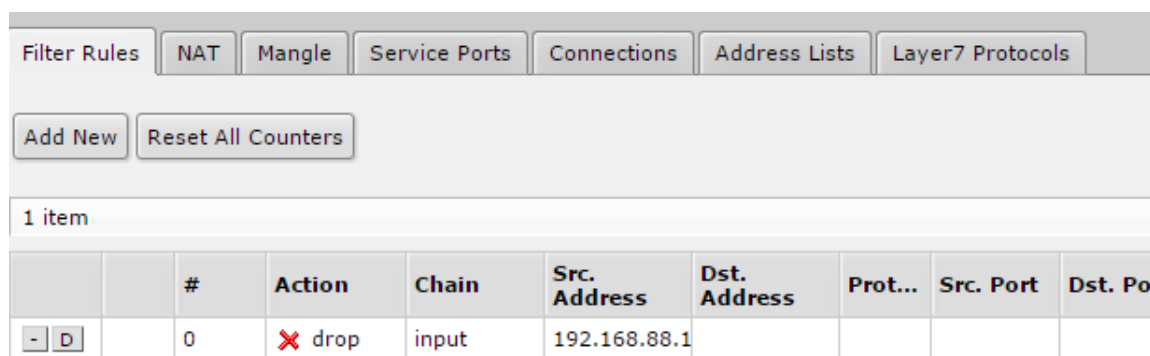 Filter Rules NAT Mangle Service Ports Connections Address Lists Layer7 Protocols
Add New Reset All Counters
1 item
# Action Chain Src. Address Dst. Address Prot... Src. Port Dst. Po
- D 0 drop input 192.168.88.1